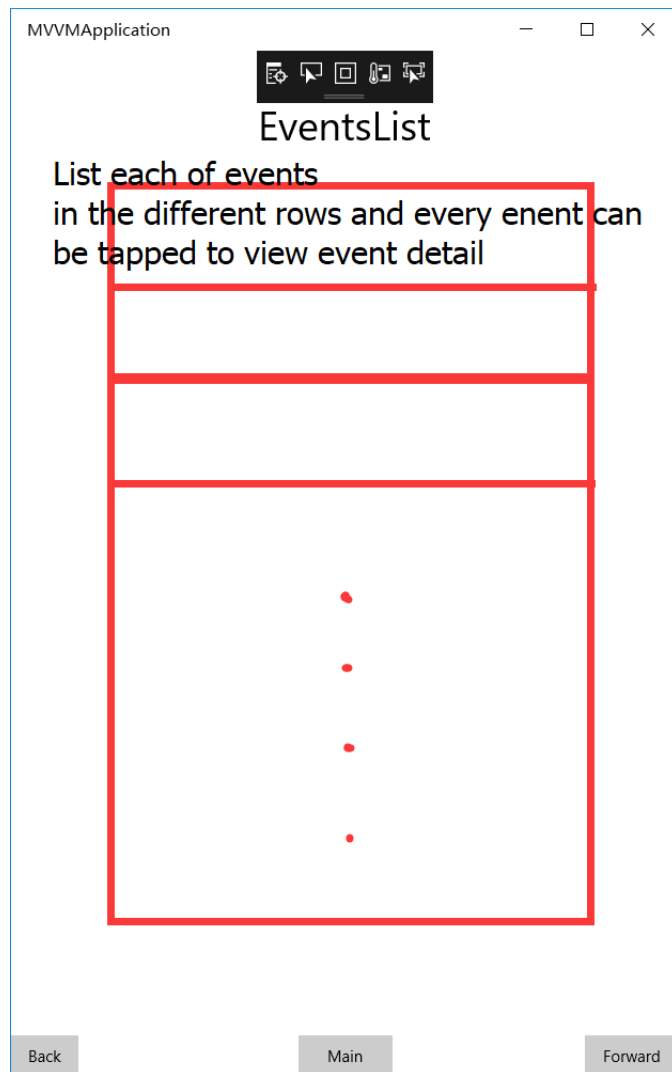 MVVMApplication
EventsList
List each of events
in the different rows and every enent can
be tapped to view event detail
Back
Main
Forward